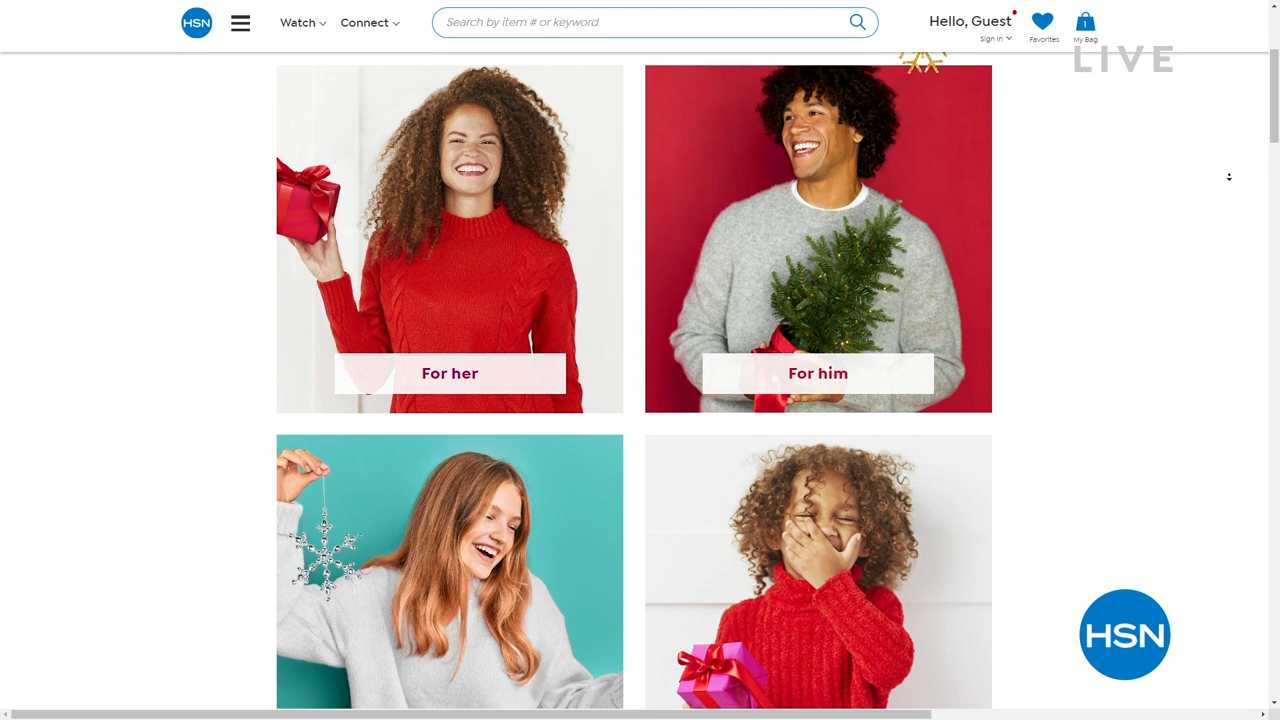 HSN
Watch
Connect
Search by item # or keyword
Hello, Guest
Sign In
Favorites
1
My Bag
LIVE
For her
For him
HSN